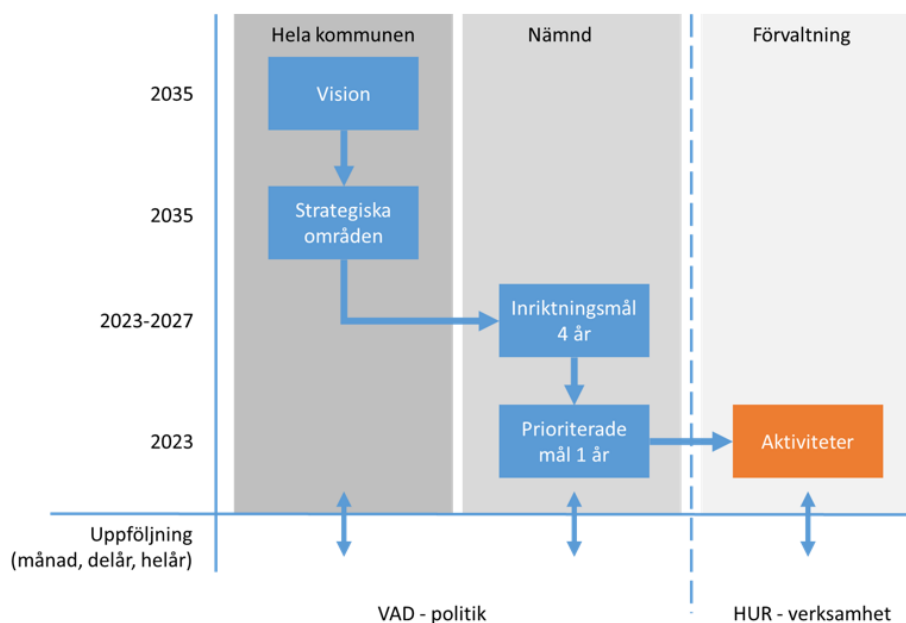 Hela kommunen
Nämnd
Förvaltning
2035
Vision
2035
Strategiska
områden
2023-2027
Inriktningsmål
4 år
2023
Prioriterade
mål 1 år
Aktiviteter
Uppföljning
(månad, delår, helår)
VAD - politik
HUR - verksamhet